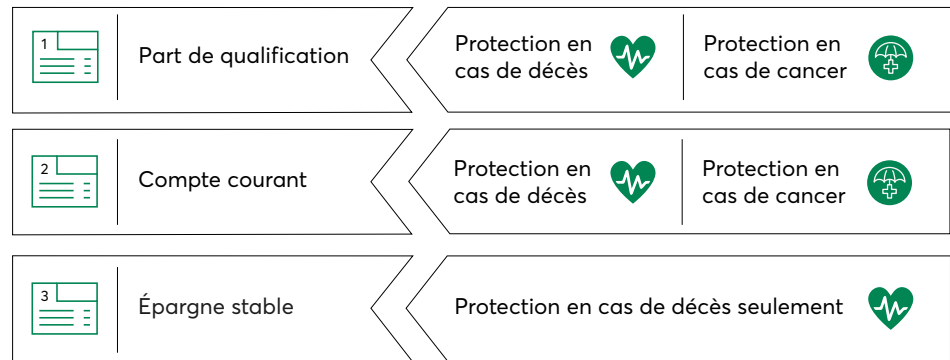 1
Part de qualification
Protection en
cas de décès
Protection en
cas de cancer
2
Compte courant
Protection en
cas de décès
Protection en
cas de cancer
3
Épargne stable
Protection en cas de décès seulement